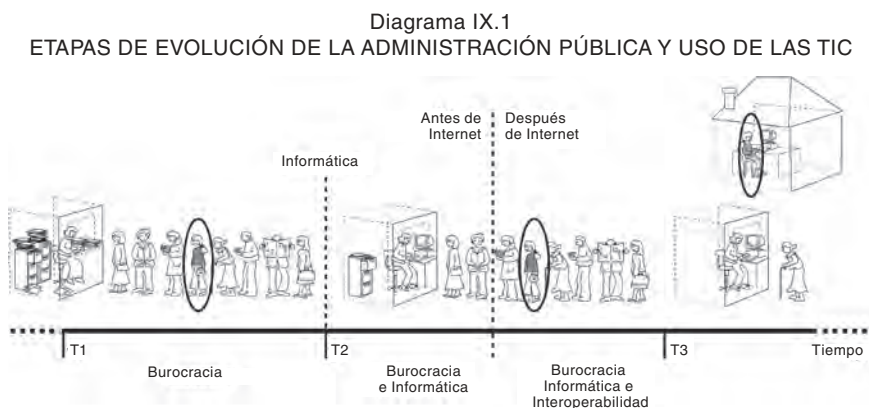 Diagrama IX.1
ETAPAS DE EVOLUCIÓN DE LA ADMINISTRACIÓN PÚBLICA Y USO DE LAS TIC
Antes de
Internet
Después
de Internet
Informática
T1
T2
T3
Tiempo
Burocracia
Burocracia
e Informática
Burocracia
Informática e
Interoperabilidad